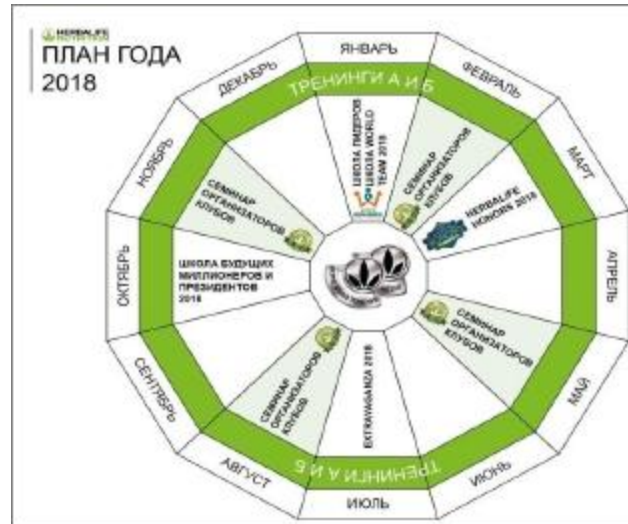 HERBALIFE
ПЛАН ГОДА
2018
ЯНВАРЬ
ФЕВРАЛЬ
МАРТ
АПРЕЛЬ
МАЙ
ИЮНЬ
ИЮЛЬ
АВГУСТ
СЕНТЯБРЬ
ОКТЯБРЬ
НОЯБРЬ
ДЕКАБРЬ
ТРЕНИНГИ А И Б
ШКОЛА ЛИДЕРОВ
ШКОЛА WORLD
TEAM 2018
СЕМИНАР
ОРГАНИЗАТОРОВ
КЛУБОВ
HERBALIFE
HONORS 2018
СЕМИНАР
ОРГАНИЗАТОРОВ
КЛУБОВ
EXTRAVAGANZA 2018
СЕМИНАР
ОРГАНИЗАТОРОВ
КЛУБОВ
ШКОЛА БУДУЩИХ
МИЛЛИОНЕРОВ И
ПРЕЗИДЕНТОВ
2018
СЕМИНАР
ОРГАНИЗАТОРОВ
КЛУБОВ
ТРЕНИНГИ А И Б